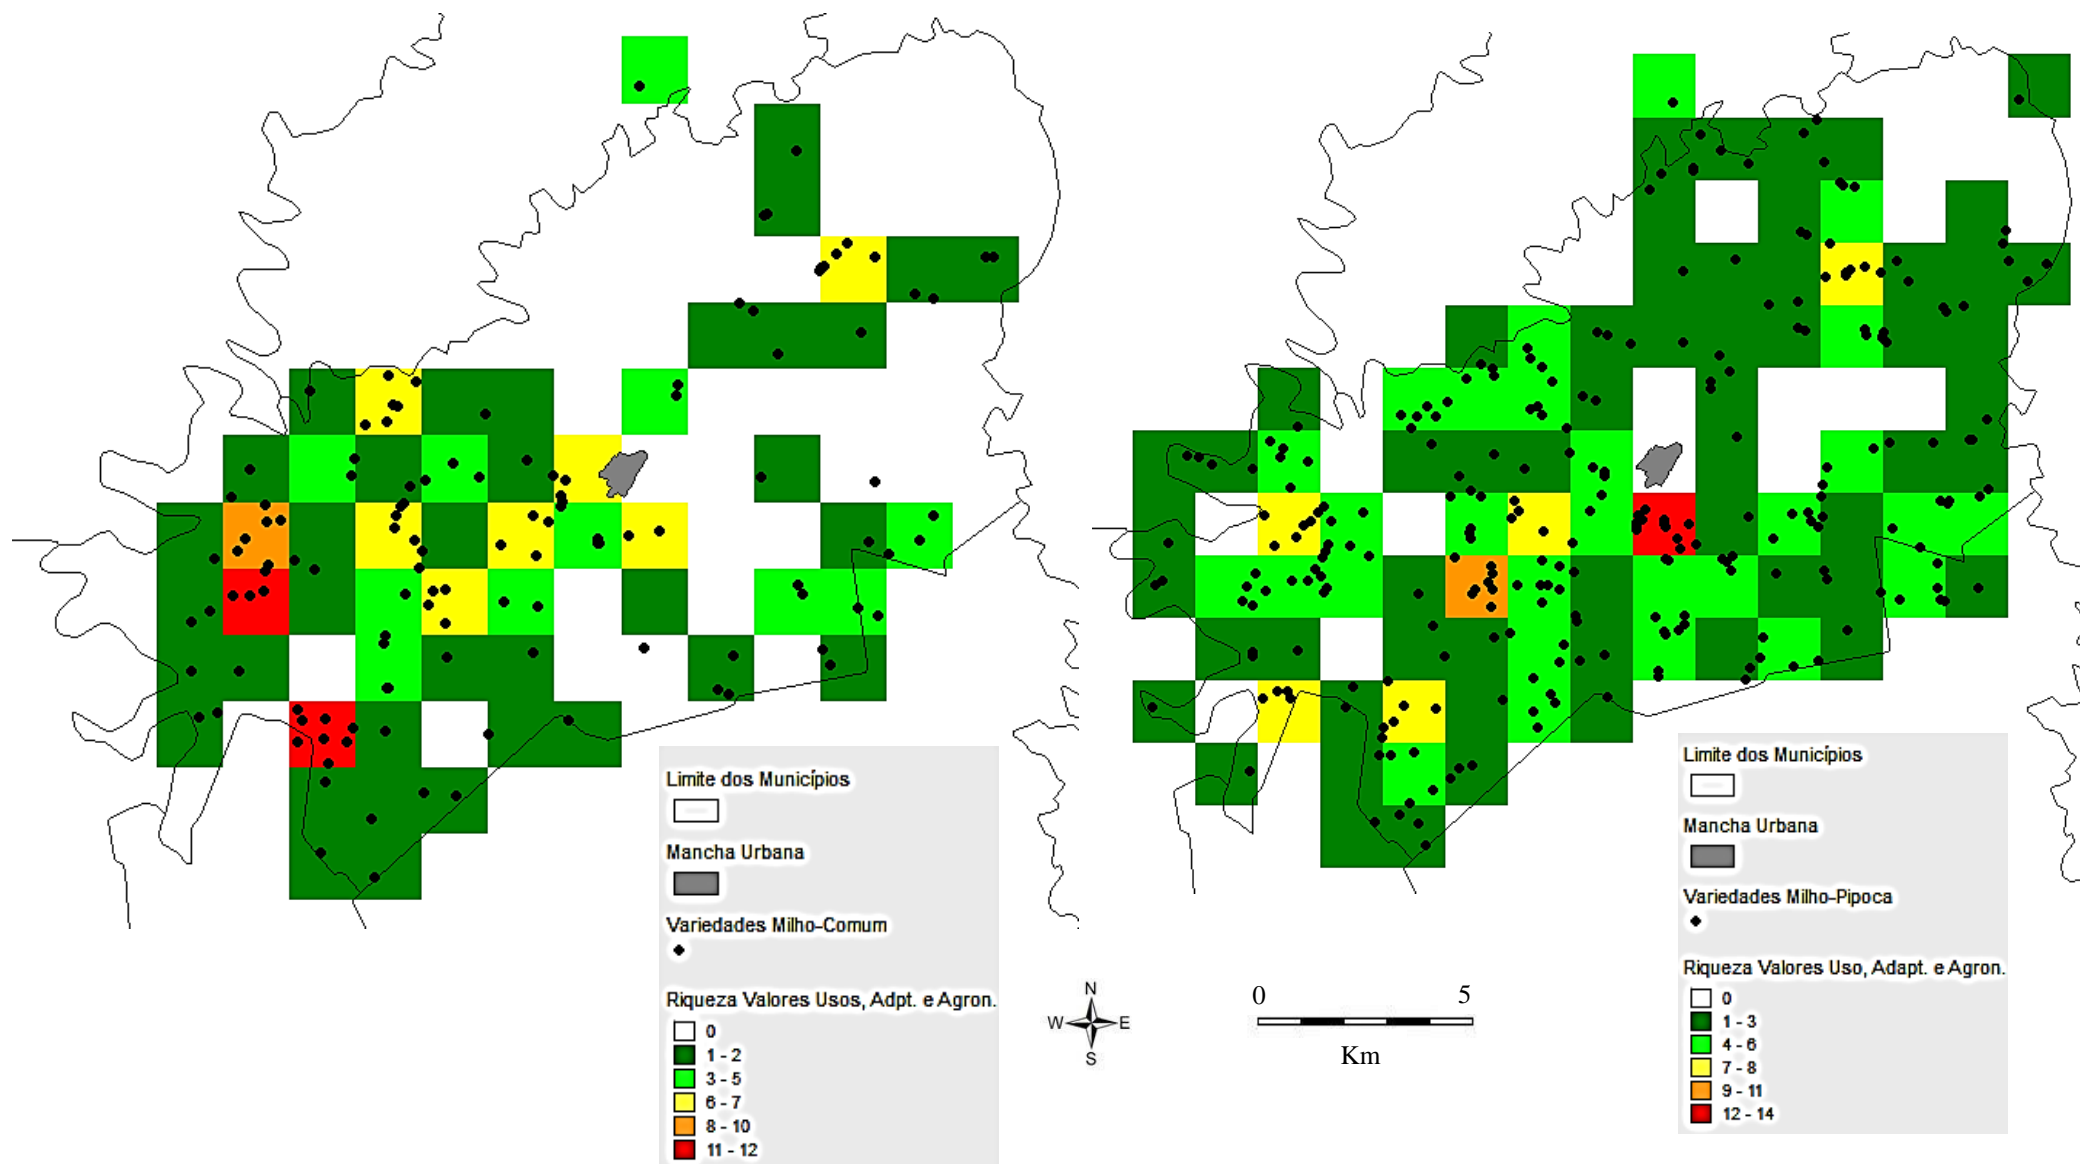 Limite dos Municípios
Mancha Urbana
Variedades Milho-Comum
Riqueza Valores Usos, Adpt. e Agron.
0
1 - 2
3 - 5
6 - 7
8 - 10
11 - 12
N
W E
S
0 5
Km
Limite dos Municípios
Mancha Urbana
Variedades Milho-Pipoca
Riqueza Valores Uso, Adapt. e Agron.
0
1 - 3
4 - 6
7 - 8
9 - 11
12 - 14